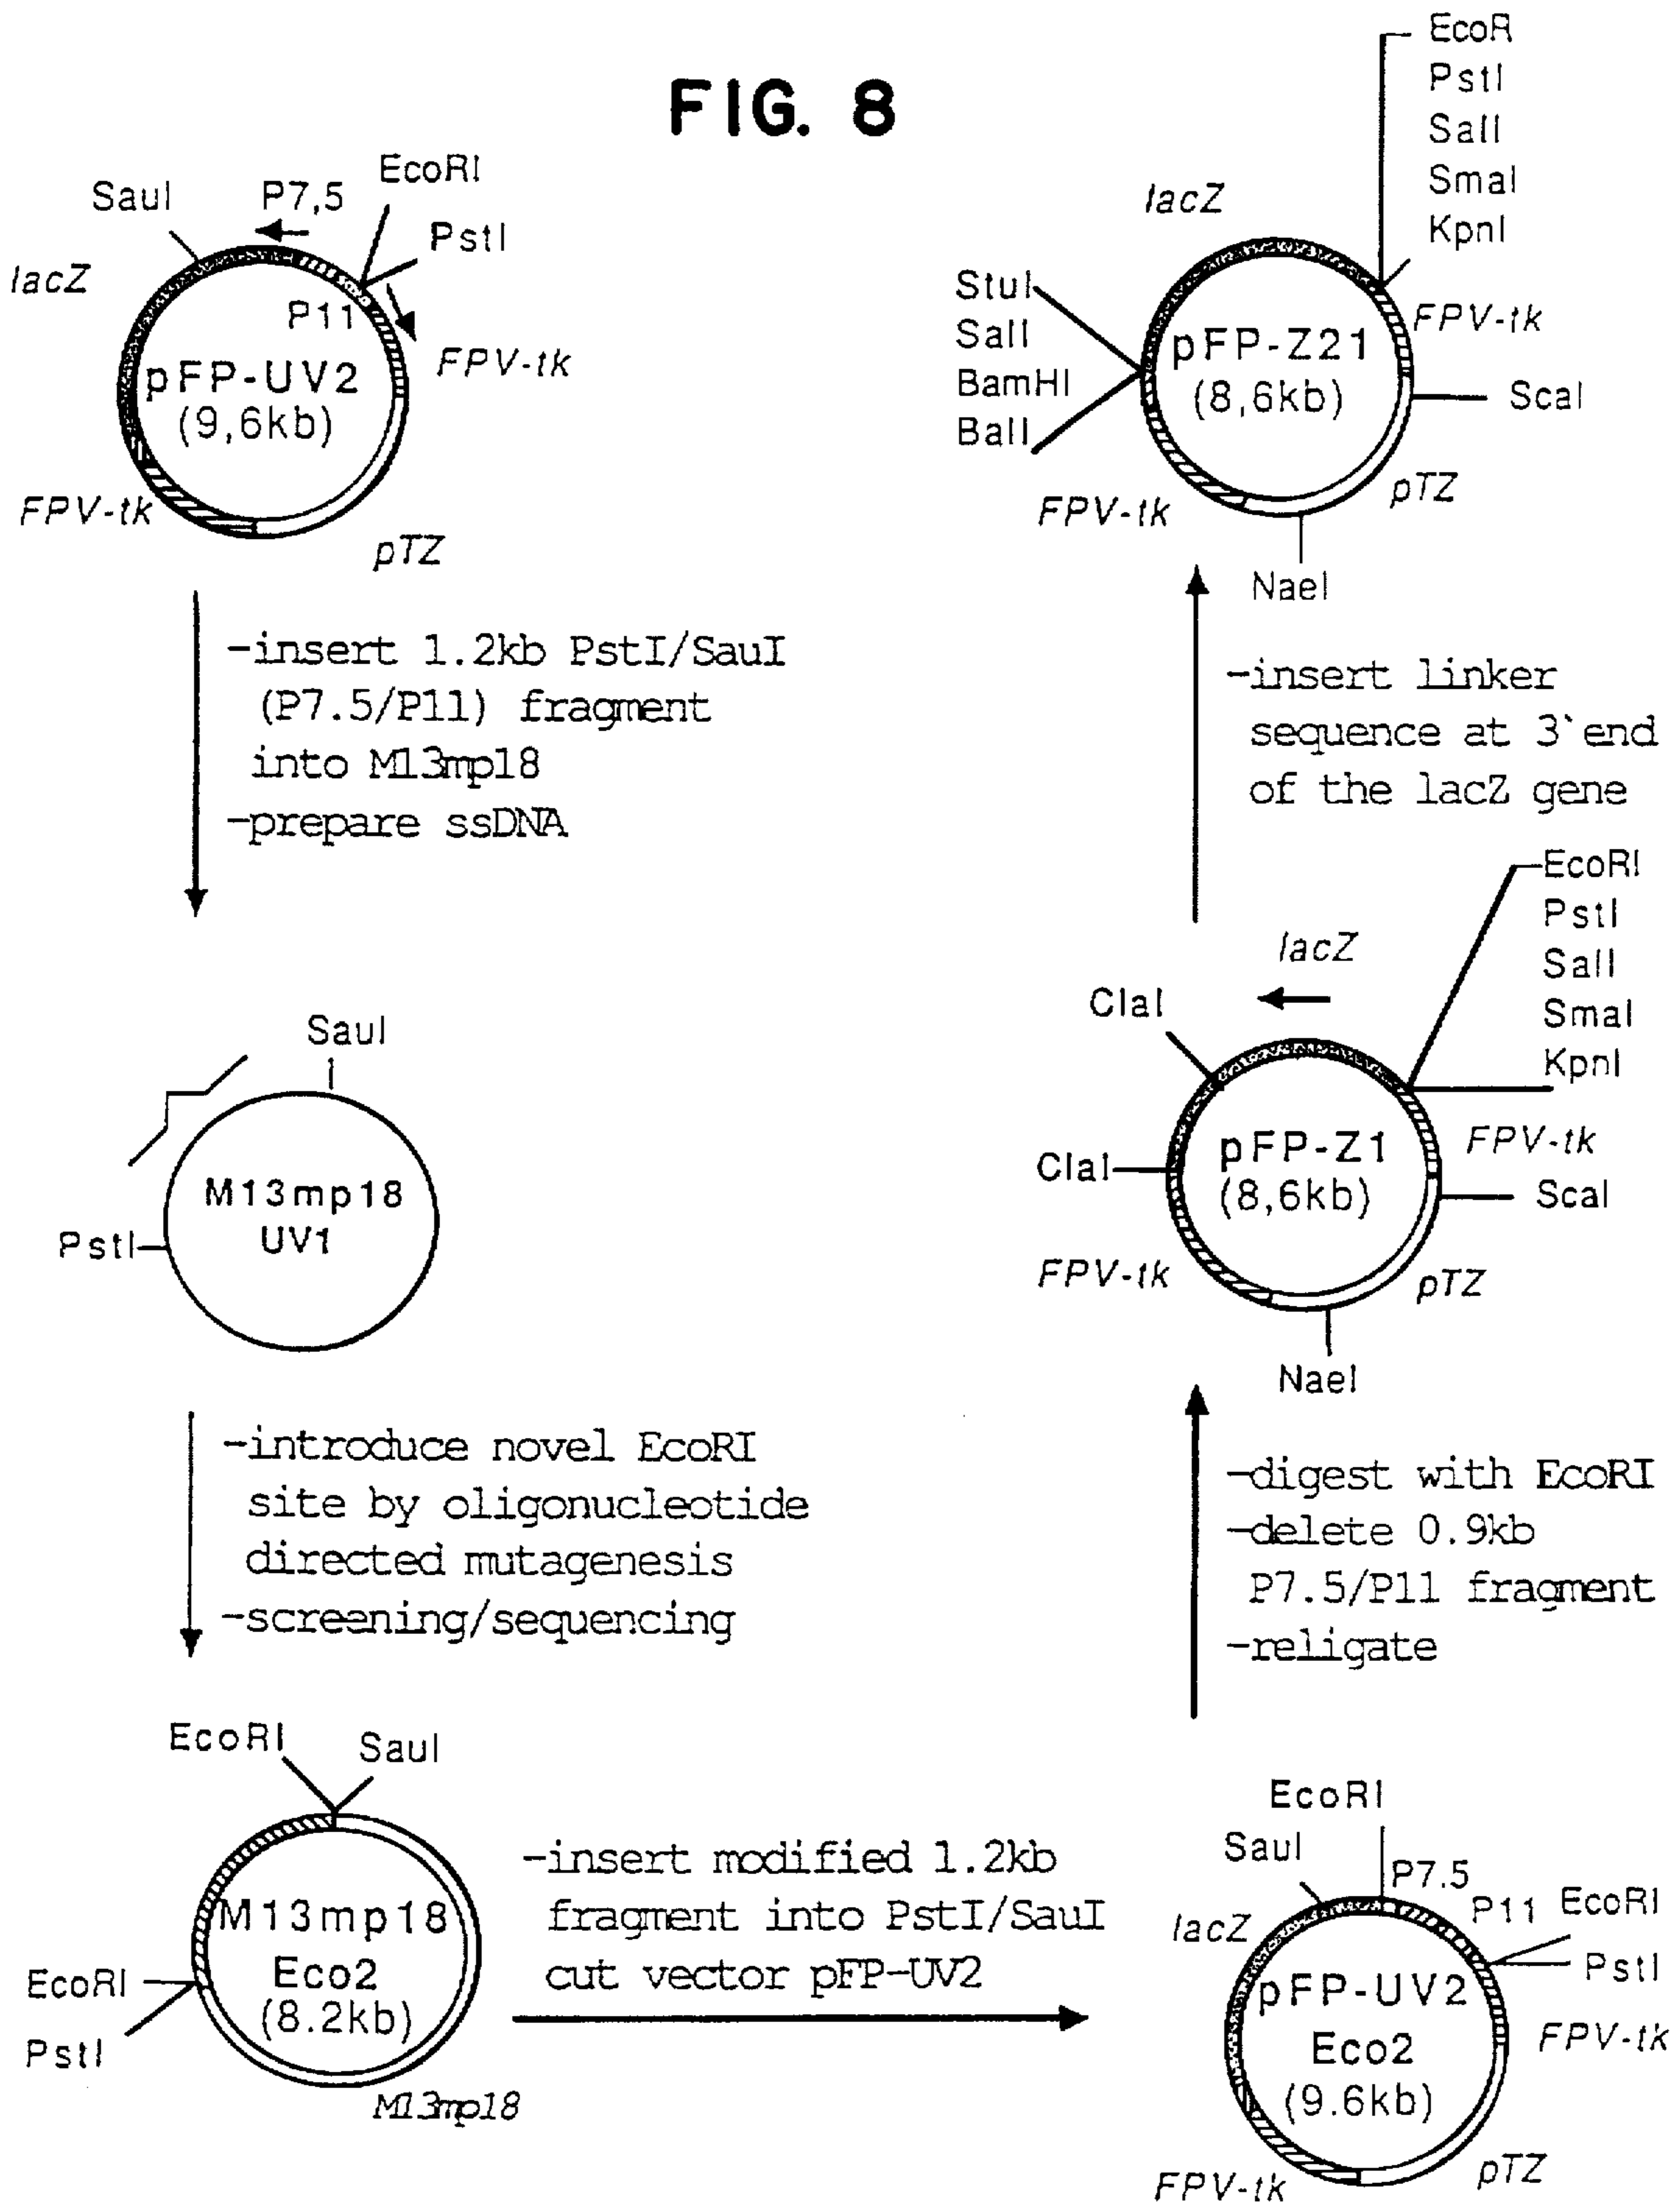 FIG. 8
SauI
P7,5
EcoRI
PstI
lacZ
P11
pFP-UV2
(9,6kb)
FPV-tk
FPV-tk
pTZ
-insert 1.2kb PstI/SauI
(P7.5/P11) fragment
into M13mp18
-prepare ssDNA
SauI
M13mp18
UV1
PstI
-introduce novel EcoRI
site by oligonucleotide
directed mutagenesis
-screening/sequencing
EcoRI
SauI
M13mp18
Eco2
(8.2kb)
EcoRI
PstI
M13mp18
-insert modified 1.2kb
fragment into PstI/SauI
cut vector pFP-UV2
EcoRI
SauI
P7.5
P11
EcoRI
PstI
lacZ
pFP-UV2
Eco2
(9.6kb)
FPV-tk
FPV-tk
pTZ
-digest with EcoRI
-delete 0.9kb
P7.5/P11 fragment
-religate
lacZ
ClaI
EcoRI
PstI
SalI
SmaI
KpnI
ClaI
pFP-Z1
(8,6kb)
FPV-tk
ScaI
FPV-tk
pTZ
NaeI
-insert linker
sequence at 3`end
of the lacZ gene
EcoR
PstI
SalI
SmaI
KpnI
lacZ
StuI
SalI
BamHI
BalI
pFP-Z21
(8,6kb)
FPV-tk
ScaI
FPV-tk
pTZ
NaeI